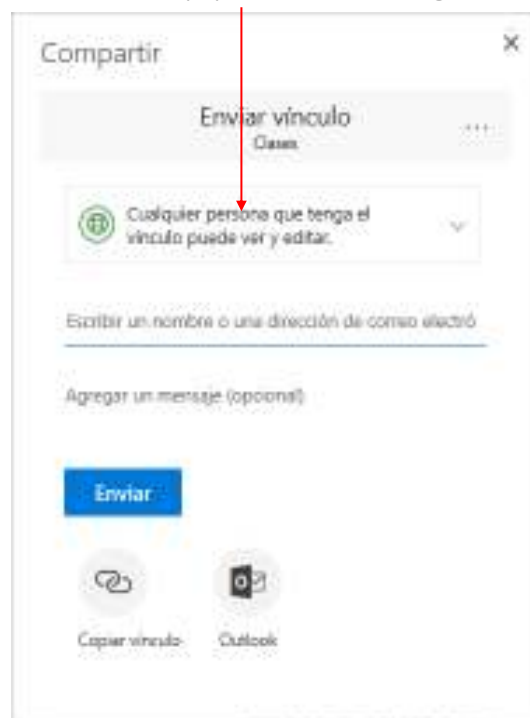 Compartir
Enviar vínculo
Clases
Cualquier persona que tenga el
vínculo puede ver y editar.
Escribir un nombre o una dirección de correo electró
Agregar un mensaje (opcional)
Enviar
Copiar vínculo
Outlook